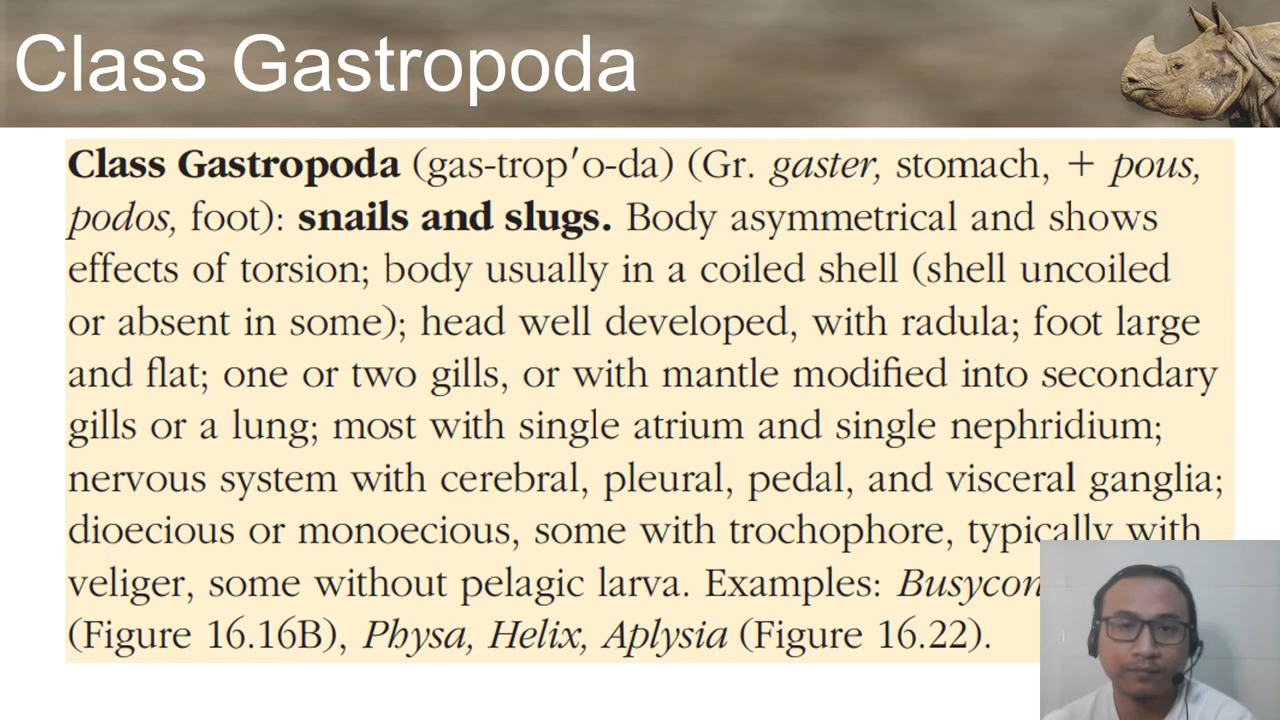 Class Gastropoda
Class Gastropoda (gas-trop′o-da) (Gr. gaster, stomach, + pous,
podos, foot): snails and slugs. Body asymmetrical and shows
effects of torsion; body usually in a coiled shell (shell uncoiled
or absent in some); head well developed, with radula; foot large
and flat; one or two gills, or with mantle modified into secondary
gills or a lung; most with single atrium and single nephridium;
nervous system with cerebral, pleural, pedal, and visceral ganglia;
dioecious or monoecious, some with trochophore, typically with
veliger, some without pelagic larva. Examples: Busycon
(Figure 16.16B), Physa, Helix, Aplysia (Figure 16.22).